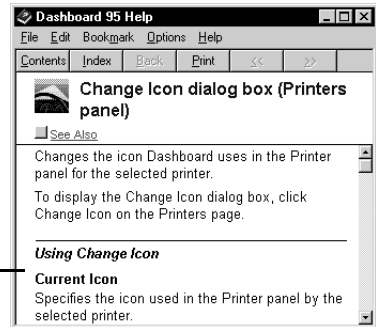 Dashboard 95 Help
File Edit Bookmark Options Help
Contents Index Back Print << >>
Change Icon dialog box (Printers
panel)
See Also
Changes the icon Dashboard uses in the Printer
panel for the selected printer.
To display the Change Icon dialog box, click
Change Icon on the Printers page.
Using Change Icon
Current Icon
Specifies the icon used in the Printer panel by the
selected printer.